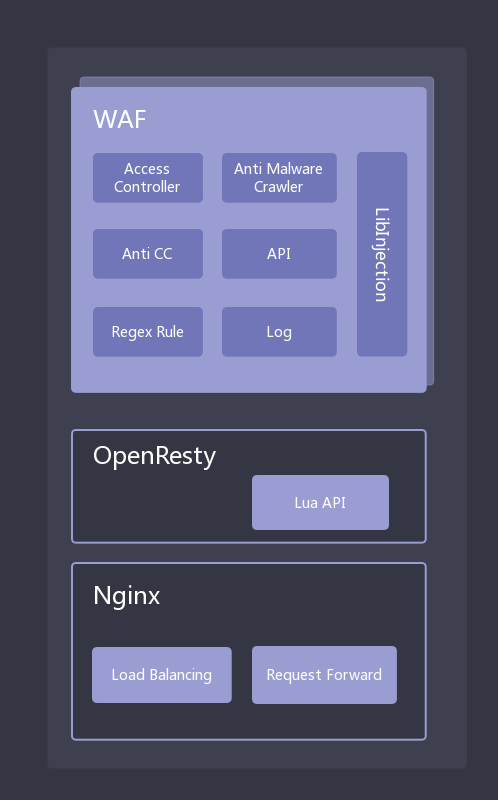 WAF
Access
Controller
Anti Malware
Crawler
LibInjection
Anti CC
API
Regex Rule
Log
OpenResty
Lua API
Nginx
Load Balancing
Request Forward